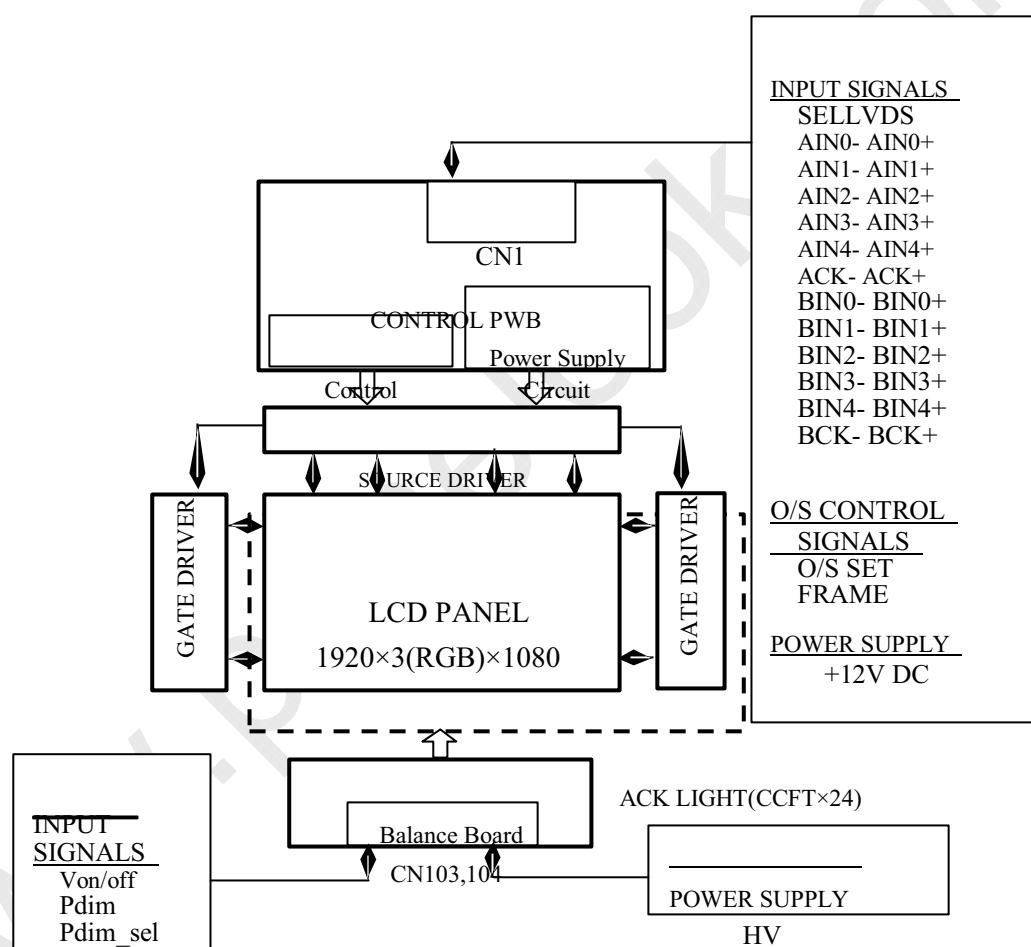 INPUT SIGNALS
SELLVDS
AIN0- AIN0+
AIN1- AIN1+
AIN2- AIN2+
AIN3- AIN3+
AIN4- AIN4+
ACK- ACK+
BIN0- BIN0+
BIN1- BIN1+
BIN2- BIN2+
BIN3- BIN3+
BIN4- BIN4+
BCK- BCK+
O/S CONTROL
SIGNALS
O/S SET
FRAME
POWER SUPPLY
+12V DC
CN1
CONTROL PWB
Power Supply
Control
Circuit
SOURCE DRIVER
GATE DRIVER
LCD PANEL
1920×3(RGB)×1080
GATE DRIVER
ACK LIGHT(CCFT×24)
Balance Board
CN103,104
INPUT
SIGNALS
Von/off
Pdim
Pdim_sel
POWER SUPPLY
HV